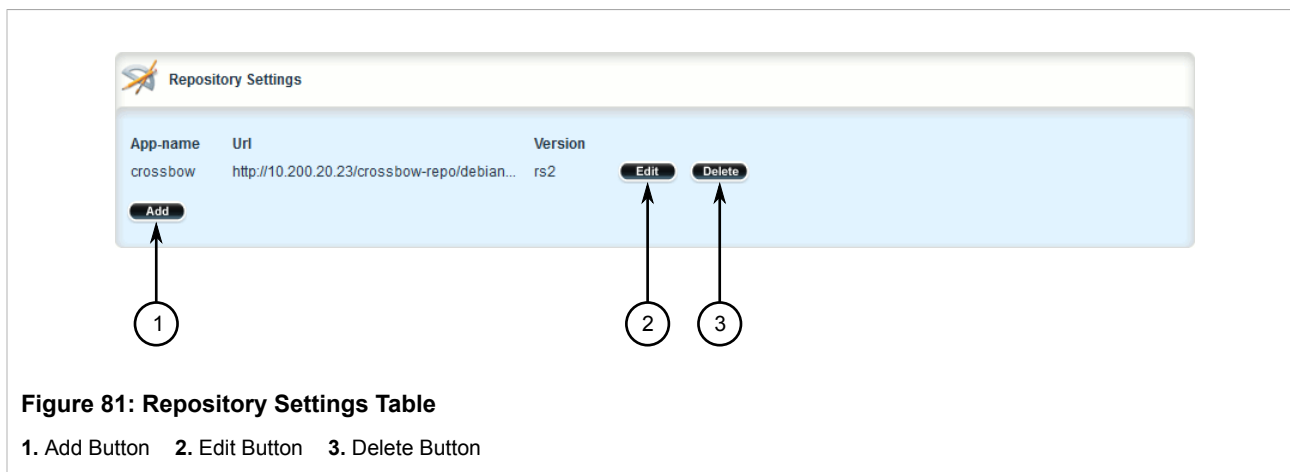 Repository Settings
App-name Url Version
crossbow http://10.200.20.23/crossbow-repo/debian... rs2 Edit Delete
Add
1 2 3
Figure 81: Repository Settings Table
1. Add Button 2. Edit Button 3. Delete Button